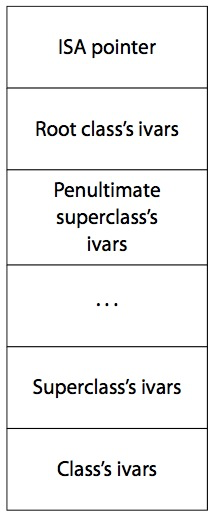 ISA pointer
Root class’s ivars
Penultimate
superclass’s
ivars
...
Superclass’s ivars
Class’s ivars